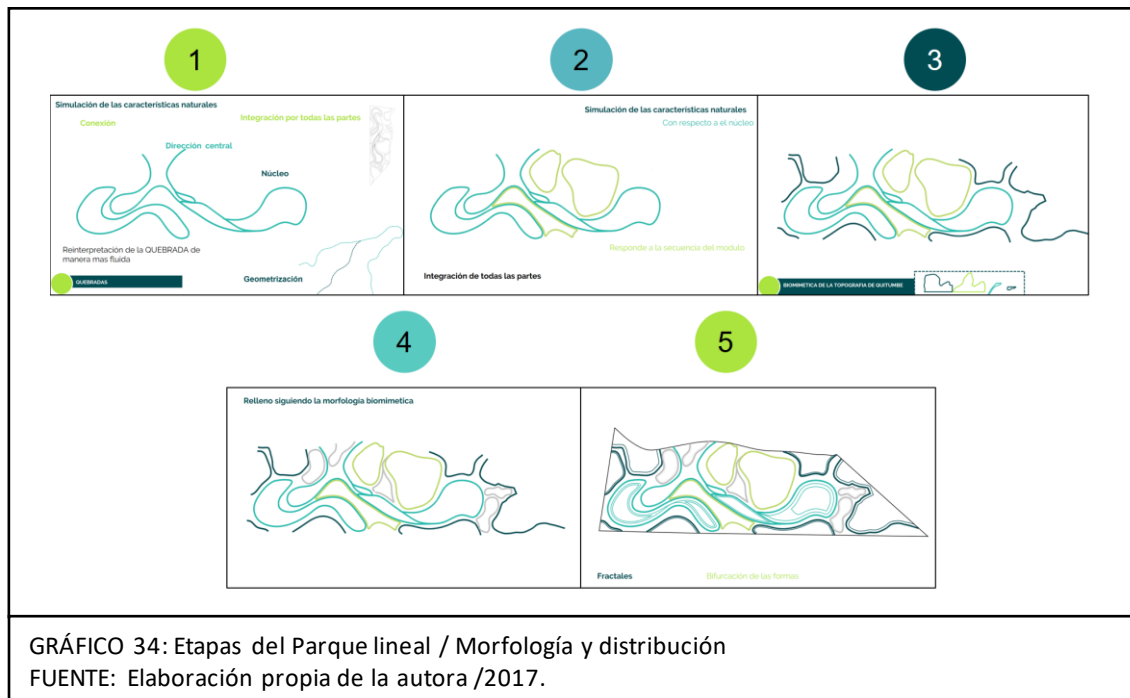 1
2
3
Simulación de las características naturales
Conexión
Integración por todas las partes
Dirección central
Núcleo
Reinterpretación de la QUEBRADA de
manera mas fluida
QUEBRADAS
Geometrización
Simulación de las características naturales
Con respecto a el núcleo
Responde a la secuencia del modulo
Integración de todas las partes
BIOMIMETICA DE LA TOPOGRAFIA DE QUITUMBE
4
5
Relleno siguiendo la morfología biomimetica
Fractales
Bifurcacion de las formas
GRÁFICO 34: Etapas del Parque lineal / Morfología y distribución
FUENTE: Elaboración propia de la autora /2017.